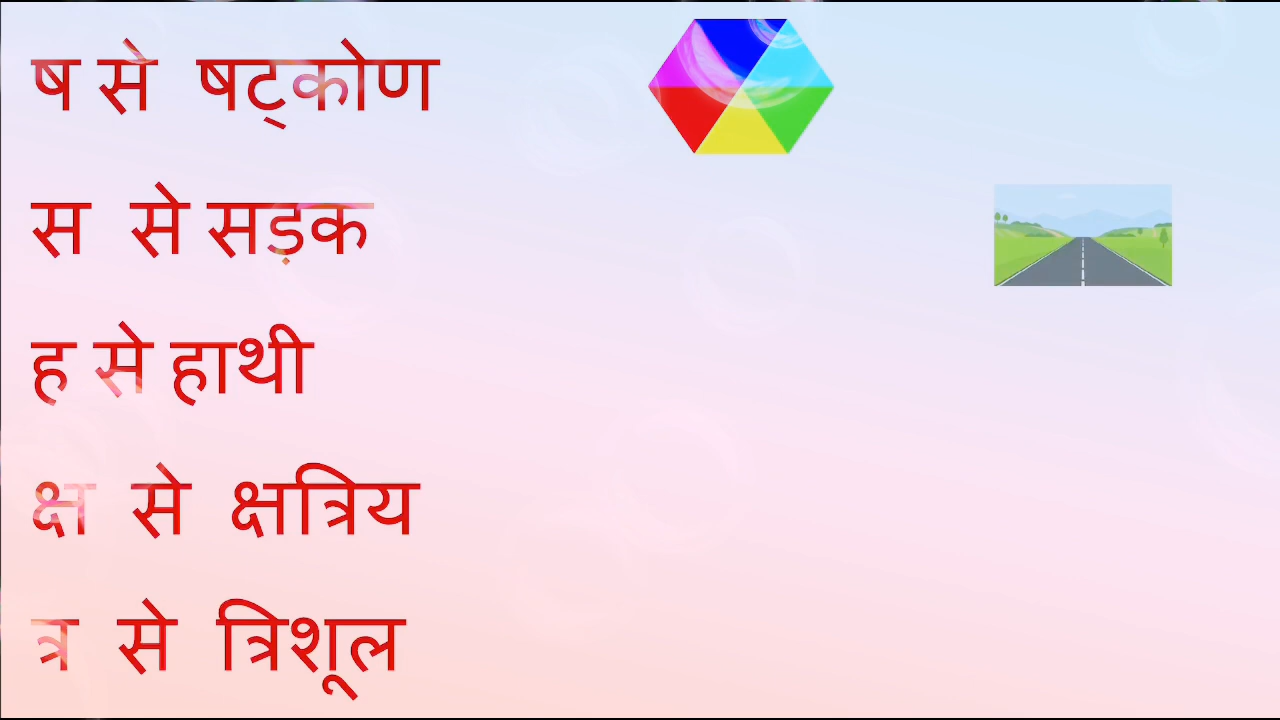 ष से षट्कोण
स से सड़क
ह से हाथी
क्ष से क्षत्रिय
त्र से त्रिशूल